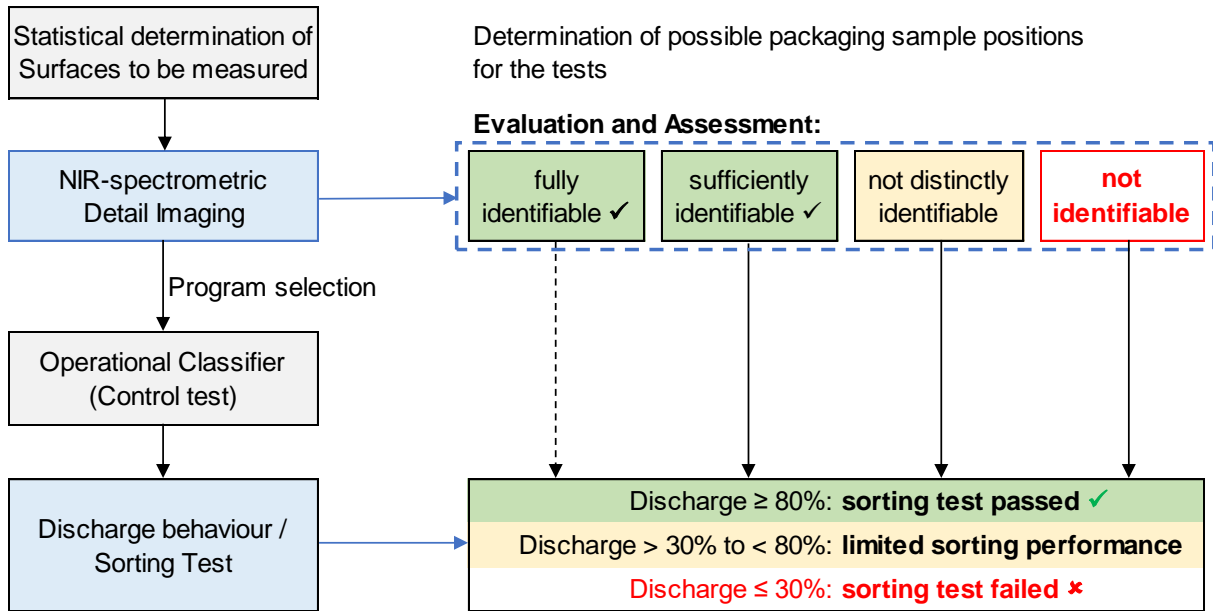 Statistical determination of
Surfaces to be measured
Determination of possible packaging sample positions
for the tests
Evaluation and Assessment:
NIR-spectrometric
Detail Imaging
fully
identifiable ✓
sufficiently
identifiable ✓
not distinctly
identifiable
not
identifiable
Program selection
Operational Classifier
(Control test)
Discharge behaviour /
Sorting Test
Discharge ≥ 80%: sorting test passed ✓
Discharge > 30% to < 80%: limited sorting performance
Discharge ≤ 30%: sorting test failed ✘